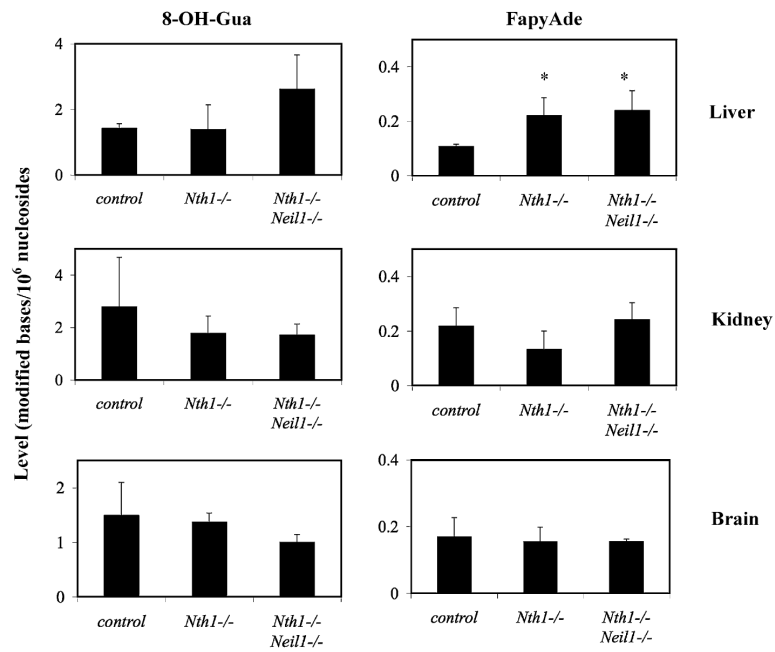 8-OH-Gua FapyAde
Level (modified bases/10⁶ nucleosides
4
2
0
control Nth1-/- Nth1-/-
Neil1-/-
0.4
0.2
0
* *
control Nth1-/- Nth1-/-
Neil1-/-
Liver
4
2
0
control Nth1-/- Nth1-/-
Neil1-/-
0.4
0.2
0
control Nth1-/- Nth1-/-
Neil1-/-
Kidney
2
1
0
control Nth1-/- Nth1-/-
Neil1-/-
0.4
0.2
0
control Nth1-/- Nth1-/-
Neil1-/-
Brain